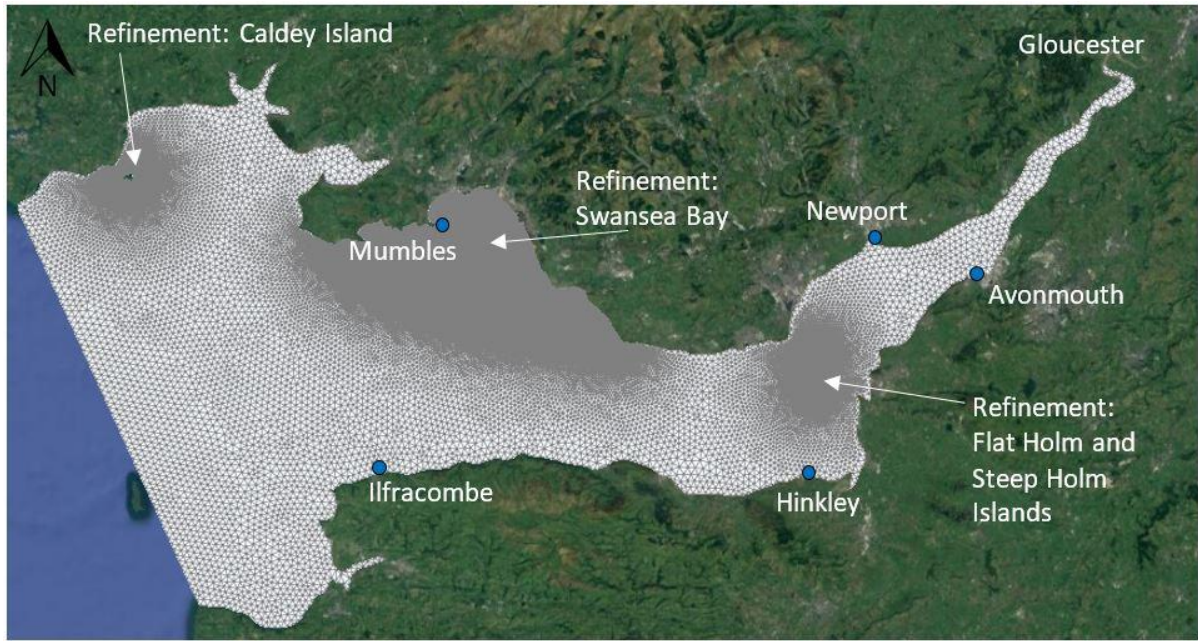 Refinement: Caldey Island
N
Gloucester
Refinement:
Swansea Bay
Newport
Mumbles
Avonmouth
Refinement:
Flat Holm and
Steep Holm
Islands
Ilfracombe
Hinkley